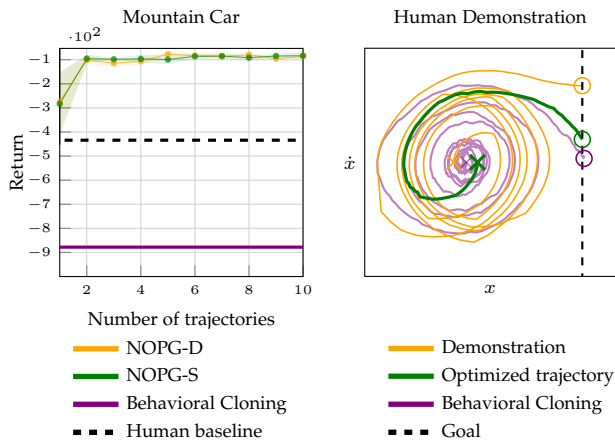 Mountain Car
·10²
−1
−2
−3
−4
−5
−6
−7
−8
−9
Return
2 4 6 8 10
Number of trajectories
NOPG-D
NOPG-S
Behavioral Cloning
Human baseline
Human Demonstration
ẋ
x
Demonstration
Optimized trajectory
Behavioral Cloning
Goal